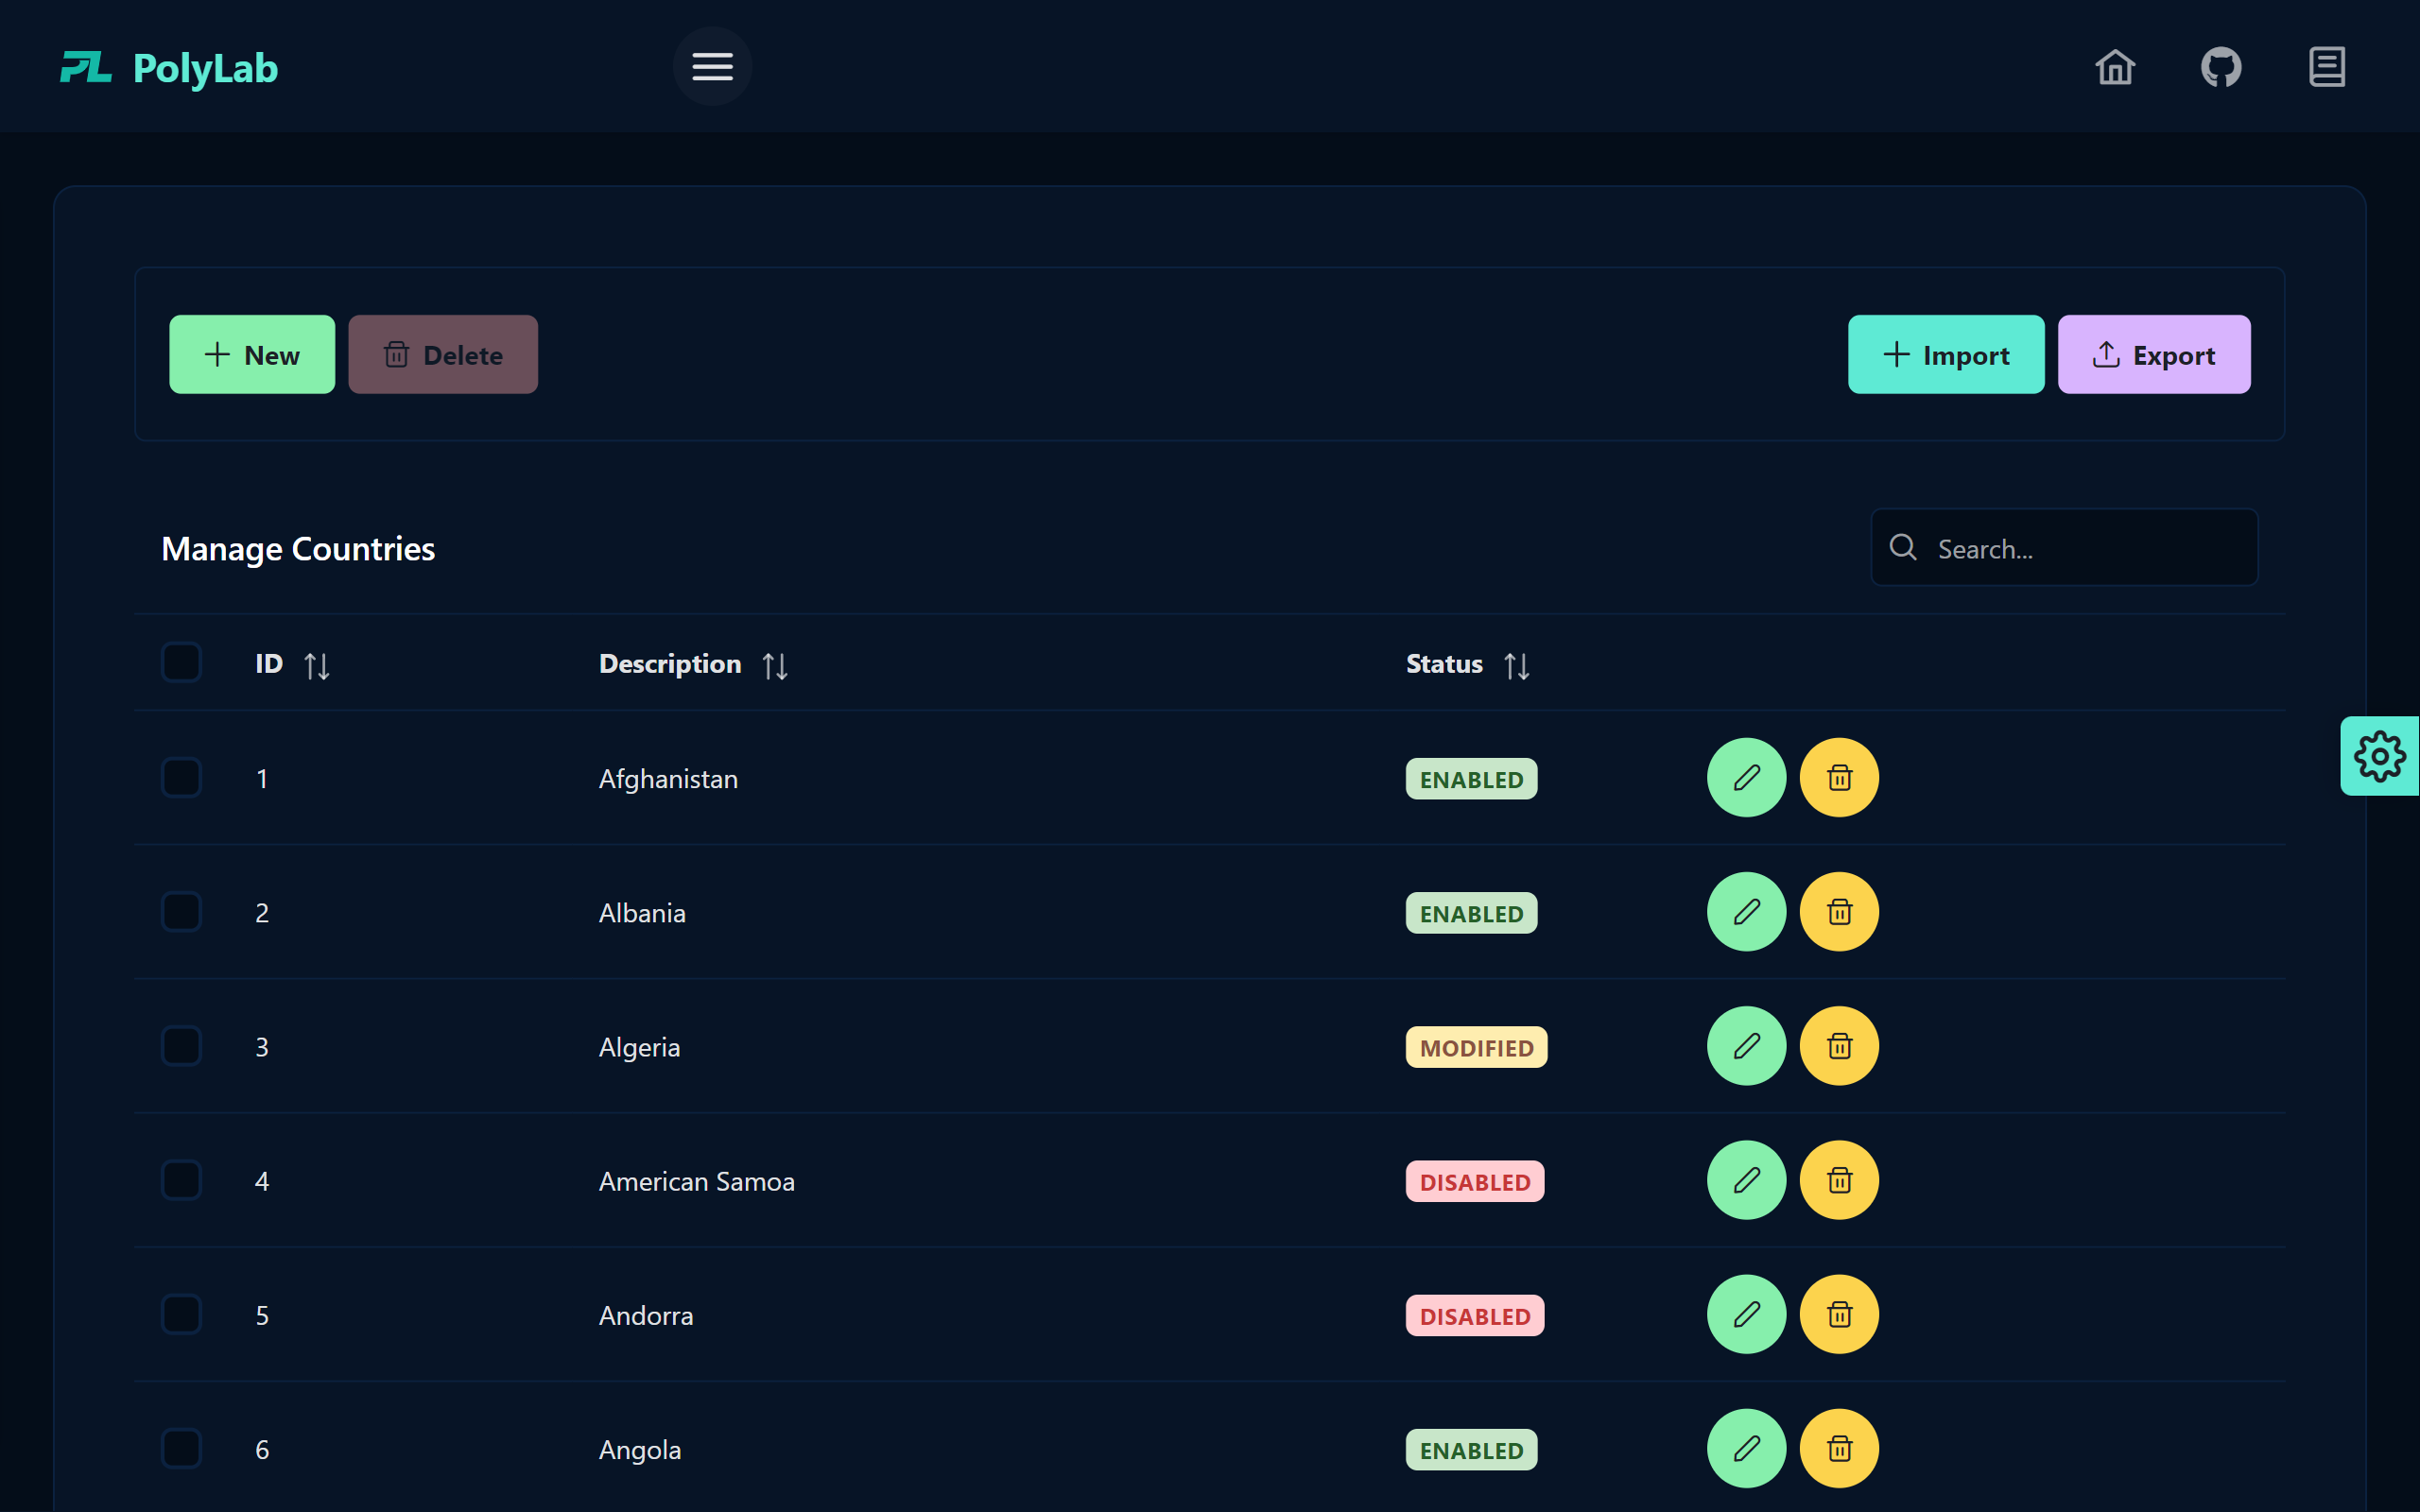 PolyLab
New Delete Import Export
Manage Countries Search...
ID Description Status
1 Afghanistan ENABLED
2 Albania ENABLED
3 Algeria MODIFIED
4 American Samoa DISABLED
5 Andorra DISABLED
6 Angola ENABLED